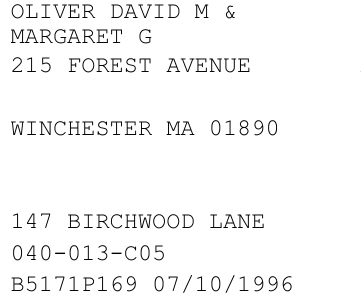 OLIVER DAVID M &
MARGARET G
215 FOREST AVENUE
WINCHESTER MA 01890
147 BIRCHWOOD LANE
040-013-C05
B5171P169 07/10/1996